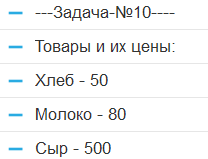 ---Задача-№10----
Товары и их цены:
Хлеб - 50
Молоко - 80
Сыр - 500